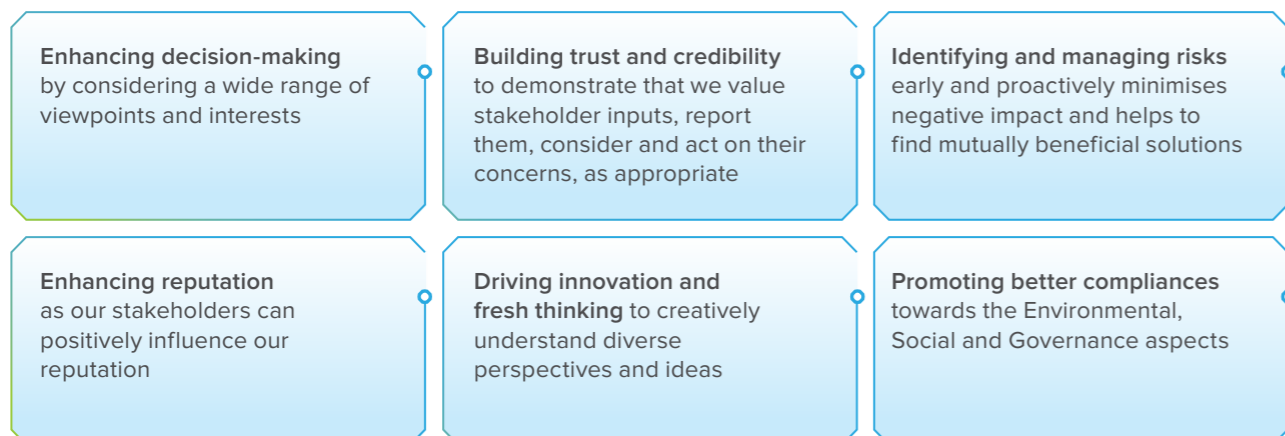 Enhancing decision-making
by considering a wide range of
viewpoints and interests
Building trust and credibility
to demonstrate that we value
stakeholder inputs, report
them, consider and act on their
concerns, as appropriate
Identifying and managing risks
early and proactively minimises
negative impact and helps to
find mutually beneficial solutions
Enhancing reputation
as our stakeholders can
positively influence our
reputation
Driving innovation and
fresh thinking to creatively
understand diverse
perspectives and ideas
Promoting better compliances
towards the Environmental,
Social and Governance aspects